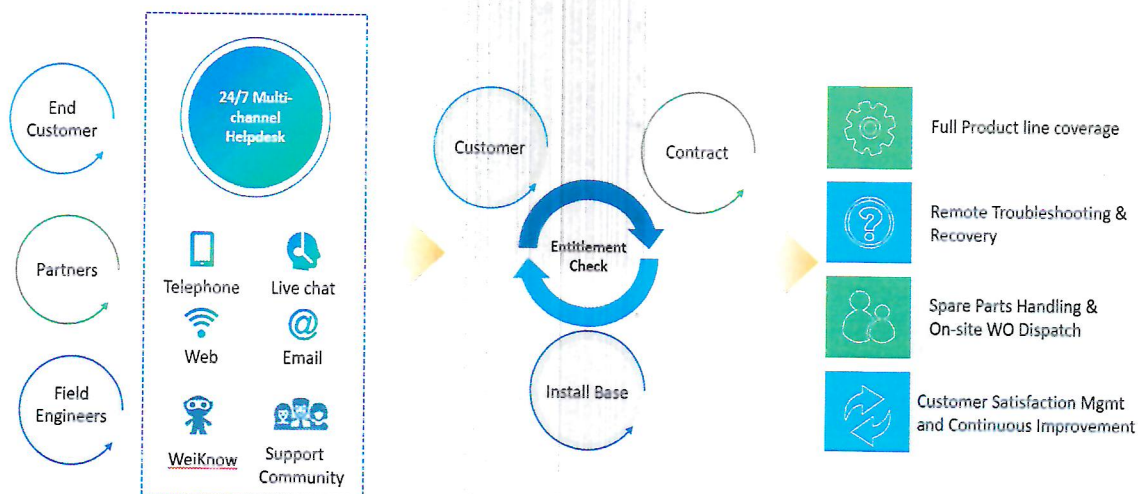 End
Customer
Partners
Field
Engineers
24/7 Multi-
channel
Helpdesk
Telephone
Live chat
Web
Email
WeiKnow
Support
Community
Customer
Contract
Entitlement
Check
Install Base
Full Product line coverage
Remote Troubleshooting &
Recovery
Spare Parts Handling &
On-site WO Dispatch
Customer Satisfaction Mgmt
and Continuous Improvement